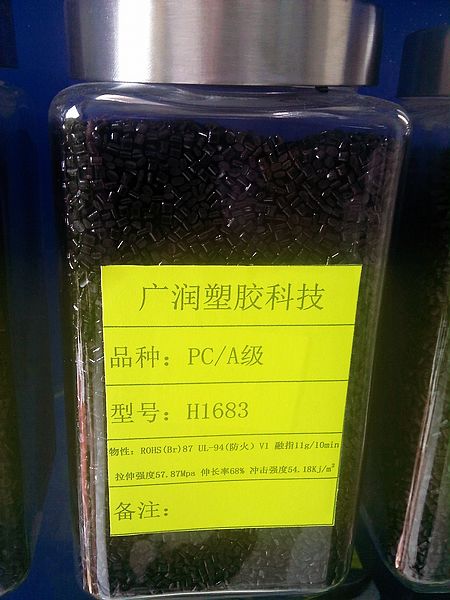 广润塑胶科技
品种：PC/A级
型号：H1683
物性：ROHS(Br)87 UL-94(防火) V1 融指11g/10min
拉伸强度57.87Mpa 伸长率68% 冲击强度54.18Kj/m²
备注：